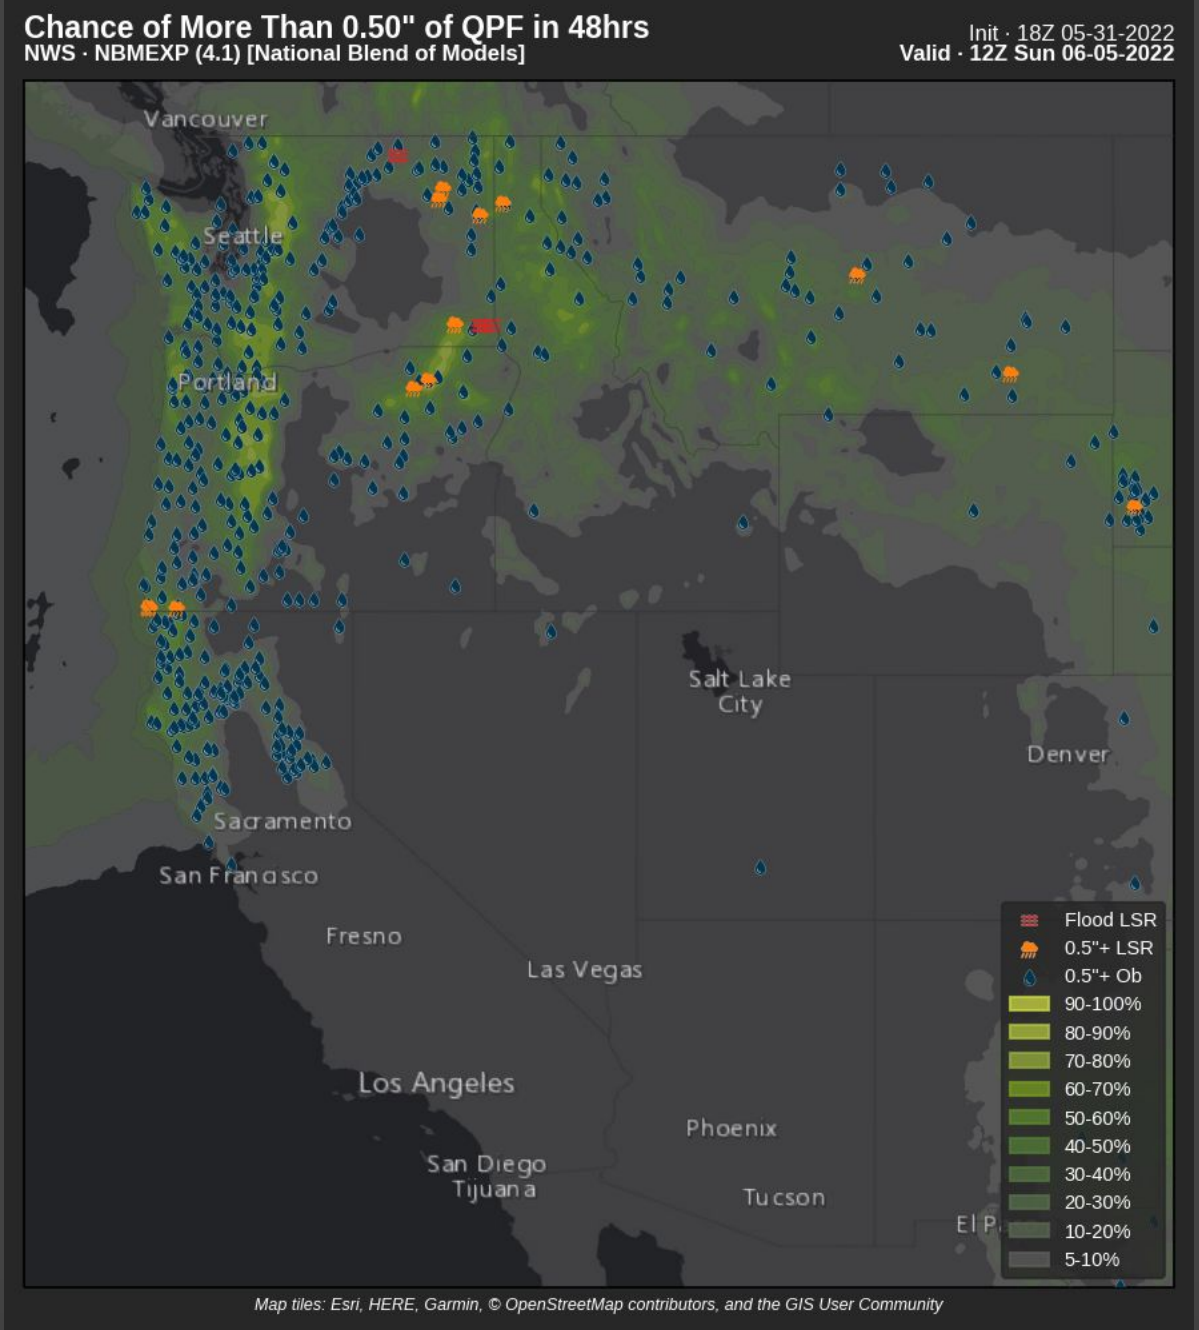 Chance of More Than 0.50" of QPF in 48hrs
NWS · NBMEXP (4.1) [National Blend of Models]
Init · 18Z 05-31-2022
Valid · 12Z Sun 06-05-2022
Vancouver
Seattle
Portland
Salt Lake
City
Denver
Sacramento
San Francisco
Fresno
Las Vegas
Los Angeles
Phoenix
San Diego
Tijuana
Tucson
El
Flood LSR
0.5"+ LSR
0.5"+ Ob
90-100%
80-90%
70-80%
60-70%
50-60%
40-50%
30-40%
20-30%
10-20%
5-10%
Map tiles: Esri, HERE, Garmin, © OpenStreetMap contributors, and the GIS User Community